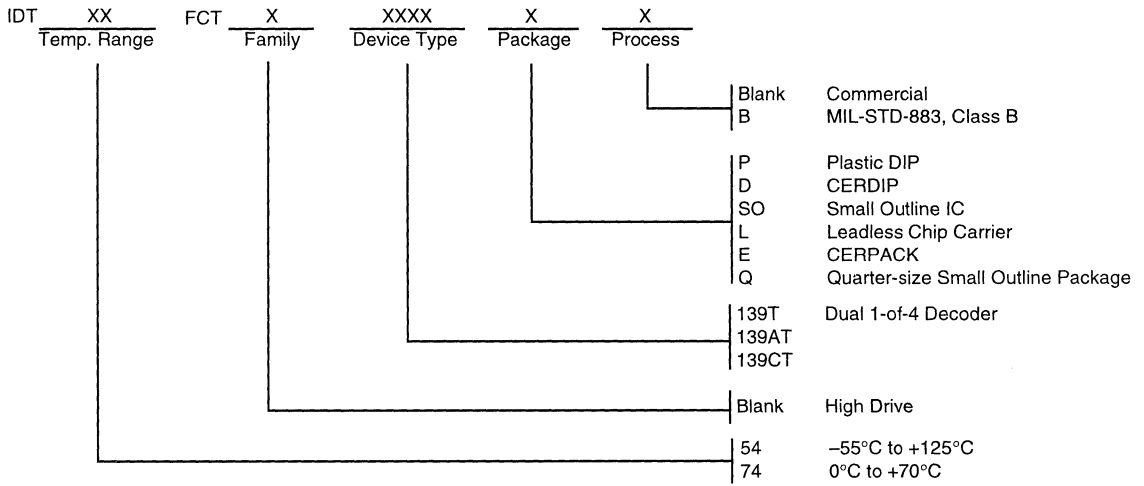 IDT XX FCT X XXXX X X
Temp. Range Family Device Type Package Process
Blank Commercial
B MIL-STD-883, Class B
P Plastic DIP
D CERDIP
SO Small Outline IC
L Leadless Chip Carrier
E CERPACK
Q Quarter-size Small Outline Package
139T Dual 1-of-4 Decoder
139AT
139CT
Blank High Drive
54 –55°C to +125°C
74 0°C to +70°C